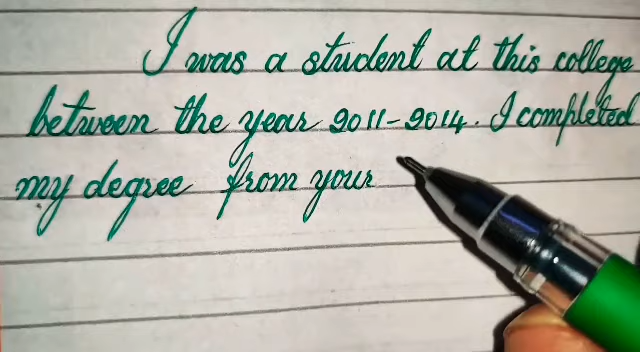 I was a student at this college
between the year 2011-2014. I completed
my degree from your